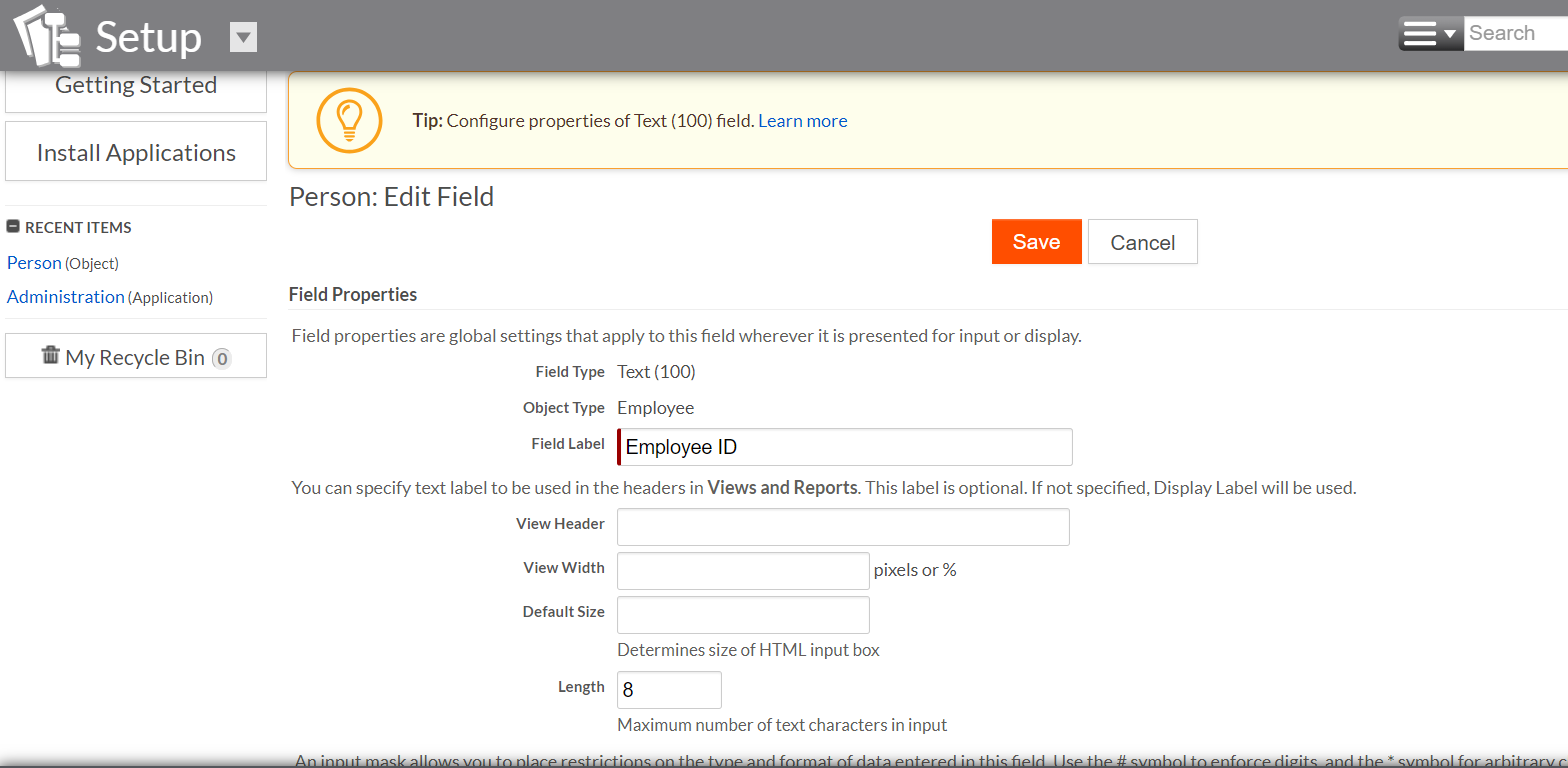 Setup
Search
Getting Started
Install Applications
RECENT ITEMS
Person (Object)
Administration (Application)
My Recycle Bin 0
Tip: Configure properties of Text (100) field. Learn more
Person: Edit Field
Save Cancel
Field Properties
Field properties are global settings that apply to this field wherever it is presented for input or display.
Field Type Text (100)
Object Type Employee
Field Label Employee ID
You can specify text label to be used in the headers in Views and Reports. This label is optional. If not specified, Display Label will be used.
View Header
View Width pixels or %
Default Size
Determines size of HTML input box
Length 8
Maximum number of text characters in input
An input mask allows you to place restrictions on the type and format of data entered in this field. Use the # symbol to enforce digits, and the * symbol for arbitrary